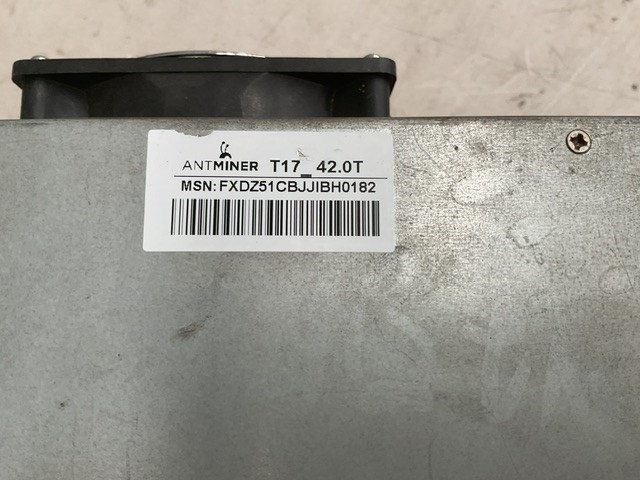 ANTMINER T17_42.0T
MSN: FXDZ51CBJJIBH0182